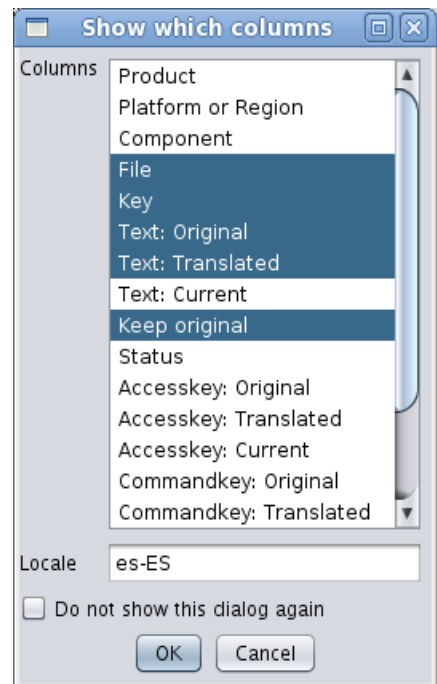 Show which columns
Columns
Product
Platform or Region
Component
File
Key
Text: Original
Text: Translated
Text: Current
Keep original
Status
Accesskey: Original
Accesskey: Translated
Accesskey: Current
Commandkey: Original
Commandkey: Translated
Locale es-ES
Do not show this dialog again
OK Cancel